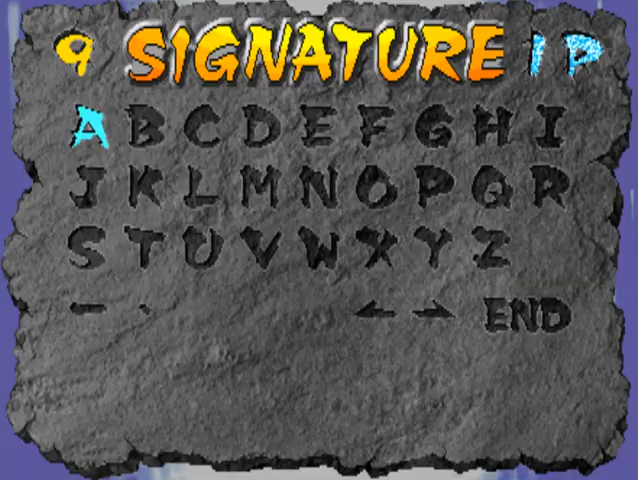 9 SIGNATURE 1P
A B C D E F G H I
J K L M N O P Q R
S T U V W X Y Z
- . ← → END